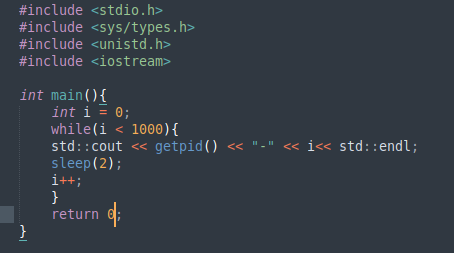 #include <stdio.h>
#include <sys/types.h>
#include <unistd.h>
#include <iostream>

int main(){
    int i = 0;
    while(i < 1000){
    std::cout << getpid() << "-" << i<< std::endl;
    sleep(2);
    i++;
    }
    return 0;
}